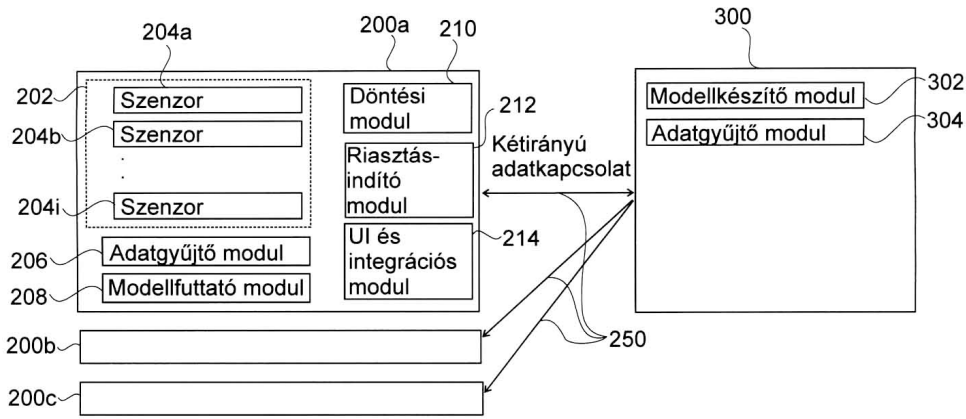 204a
200a
210
300
202
Szenzor
Döntési
modul
212
Modellkészítő modul
302
204b
Szenzor
Adatgyűjtő modul
304
.
.
Riasztás-
indító
modul
Kétirányú
adatkapcsolat
204i
Szenzor
206
Adatgyűjtő modul
UI és
integrációs
modul
214
208
Modellfuttató modul
200b
250
200c